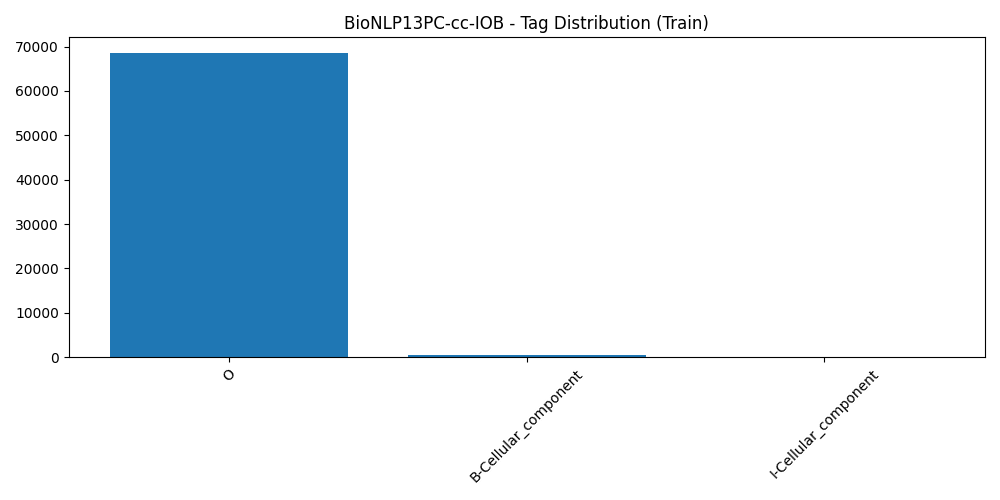 BioNLP13PC-cc-IOB - Tag Distribution (Train)
70000
60000
50000
40000
30000
20000
10000
0
O
B-Cellular_component
I-Cellular_component